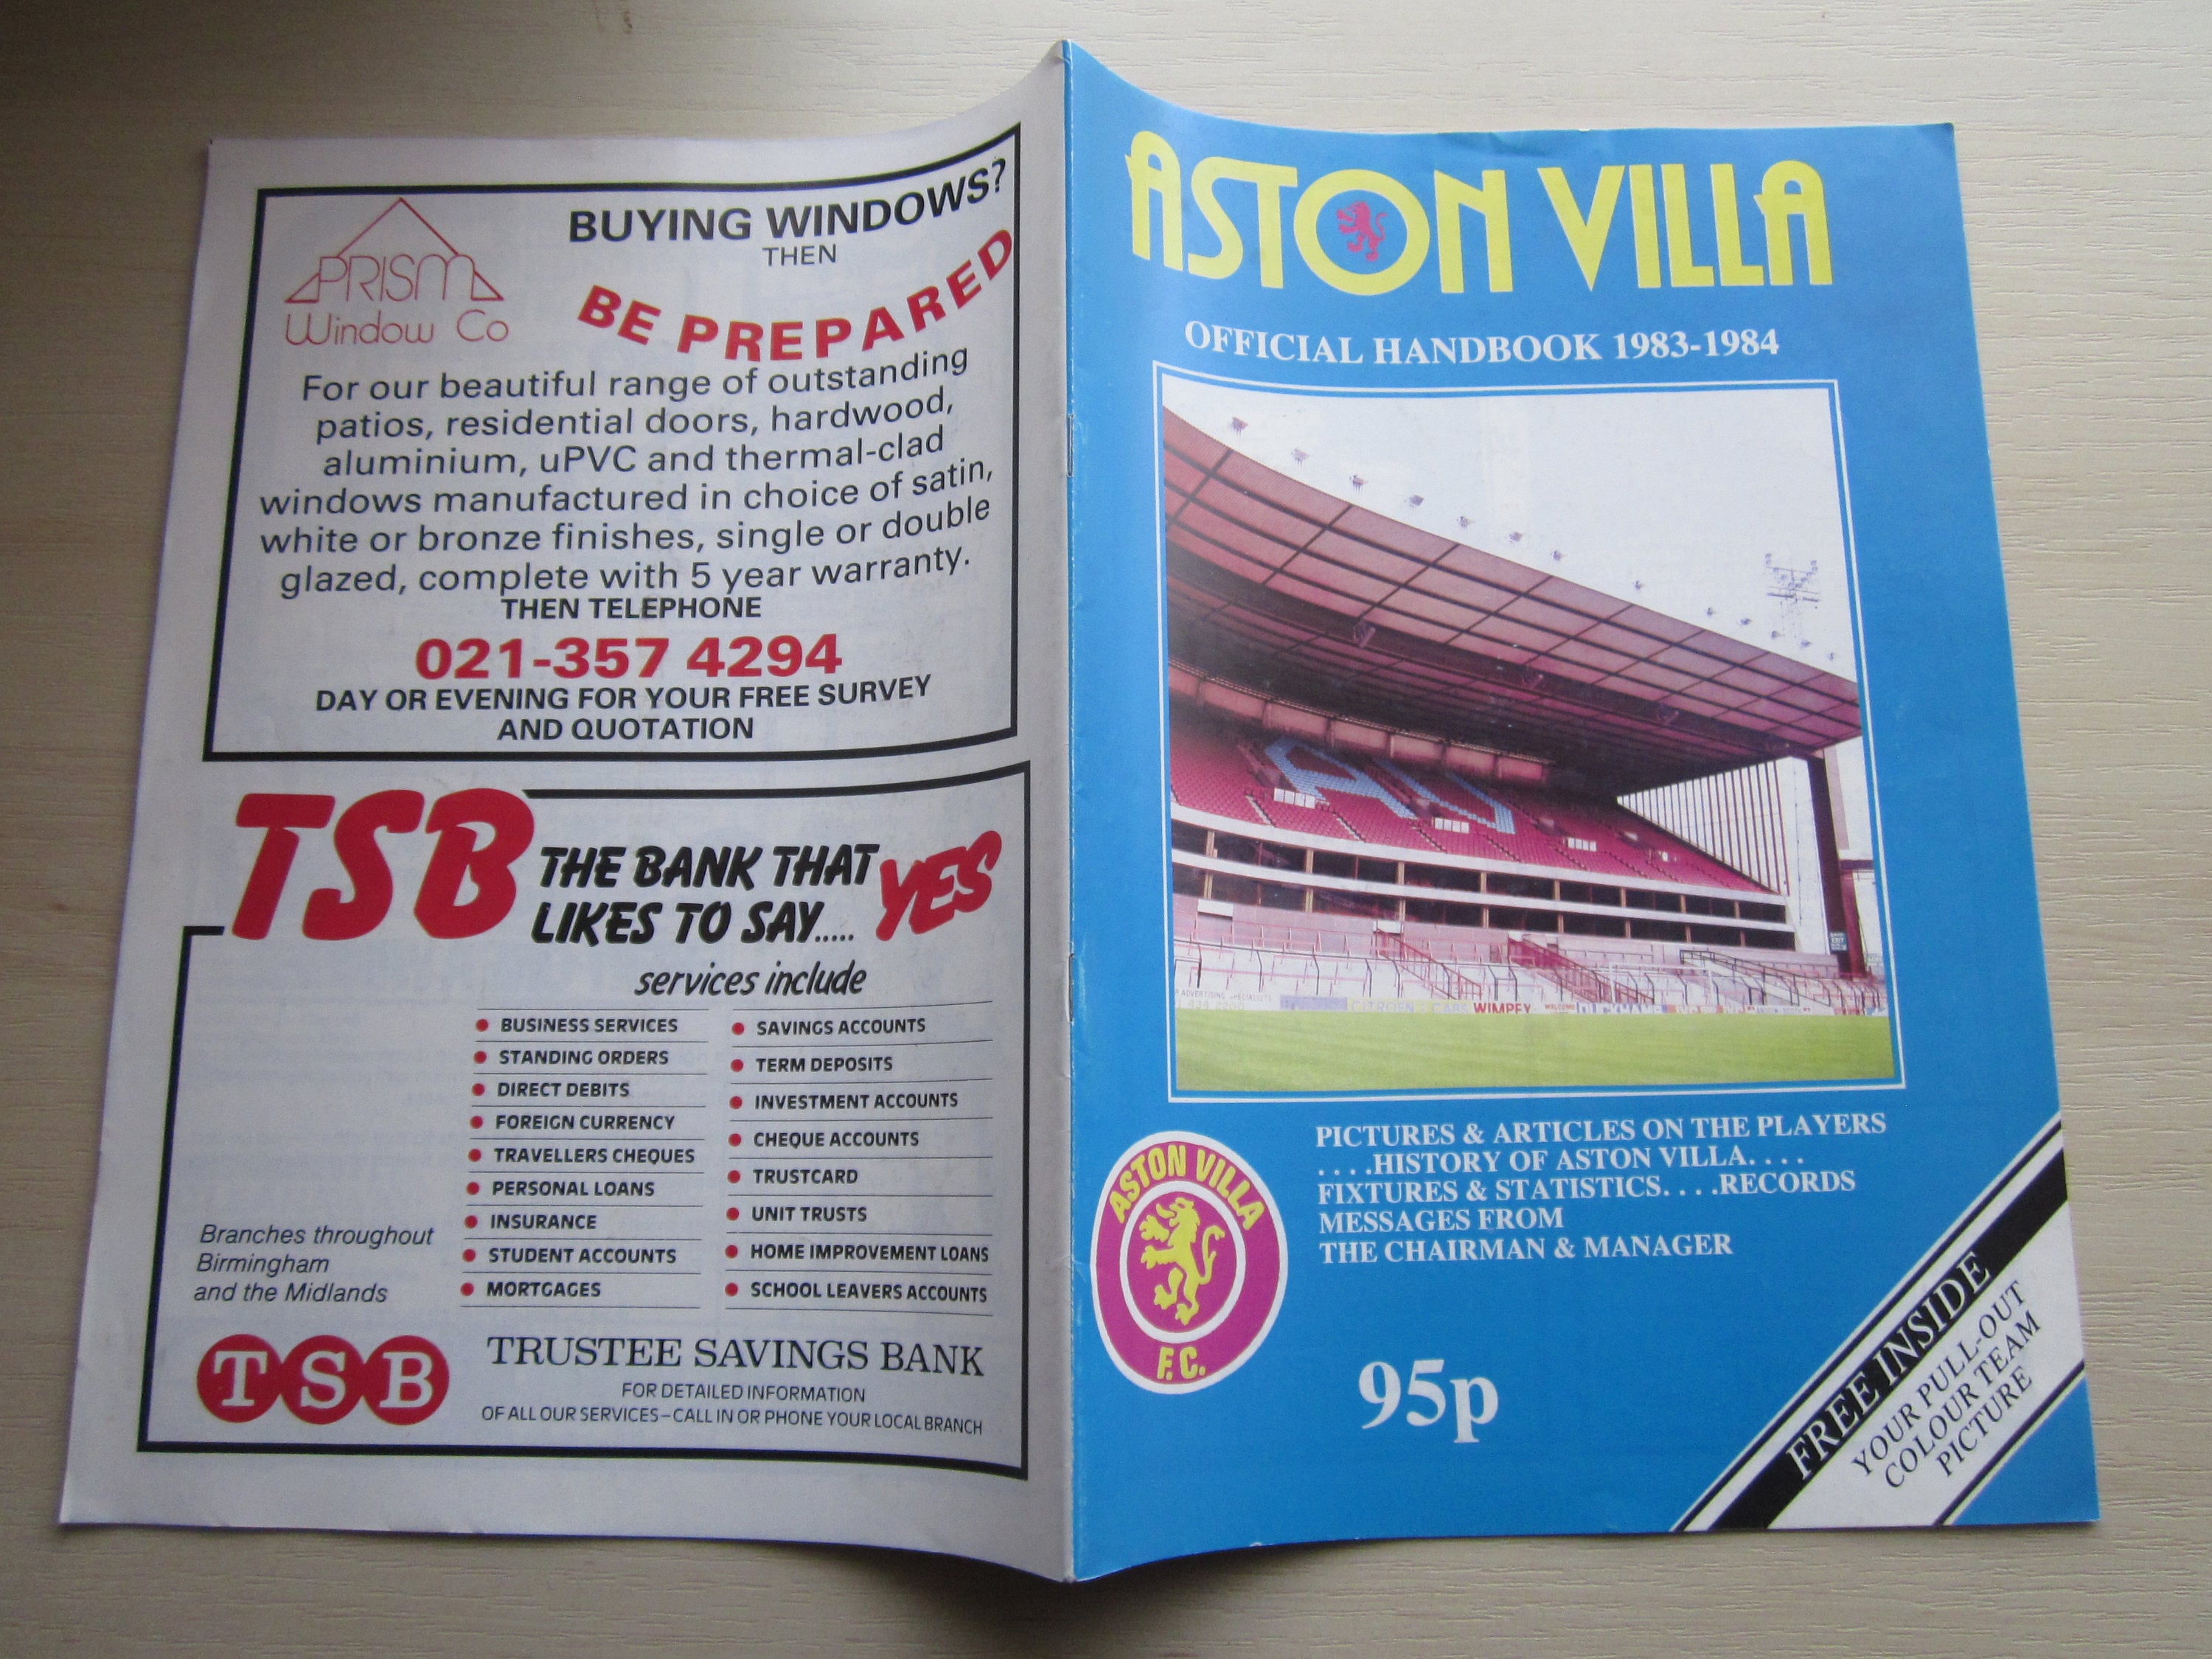 PRISM
Window Co
BUYING WINDOWS?
THEN
BE PREPARED
For our beautiful range of outstanding
patios, residential doors, hardwood,
aluminium, uPVC and thermal-clad
windows manufactured in choice of satin,
white or bronze finishes, single or double
glazed, complete with 5 year warranty.
THEN TELEPHONE
021-357 4294
DAY OR EVENING FOR YOUR FREE SURVEY
AND QUOTATION
TSB
THE BANK THAT
LIKES TO SAY..... YES
services include
BUSINESS SERVICES
STANDING ORDERS
DIRECT DEBITS
FOREIGN CURRENCY
TRAVELLERS CHEQUES
PERSONAL LOANS
INSURANCE
STUDENT ACCOUNTS
MORTGAGES
SAVINGS ACCOUNTS
TERM DEPOSITS
INVESTMENT ACCOUNTS
CHEQUE ACCOUNTS
TRUSTCARD
UNIT TRUSTS
HOME IMPROVEMENT LOANS
SCHOOL LEAVERS ACCOUNTS
Branches throughout
Birmingham
and the Midlands
TSB
TRUSTEE SAVINGS BANK
FOR DETAILED INFORMATION
OF ALL OUR SERVICES-CALL IN OR PHONE YOUR LOCAL BRANCH
ASTON VILLA
OFFICIAL HANDBOOK 1983-1984
AV
WIMPEY
PICTURES & ARTICLES ON THE PLAYERS
....HISTORY OF ASTON VILLA....
FIXTURES & STATISTICS....RECORDS
MESSAGES FROM
THE CHAIRMAN & MANAGER
ASTON VILLA
F.C.
95p
FREE INSIDE
YOUR PULL-OUT
COLOUR TEAM
PICTURE